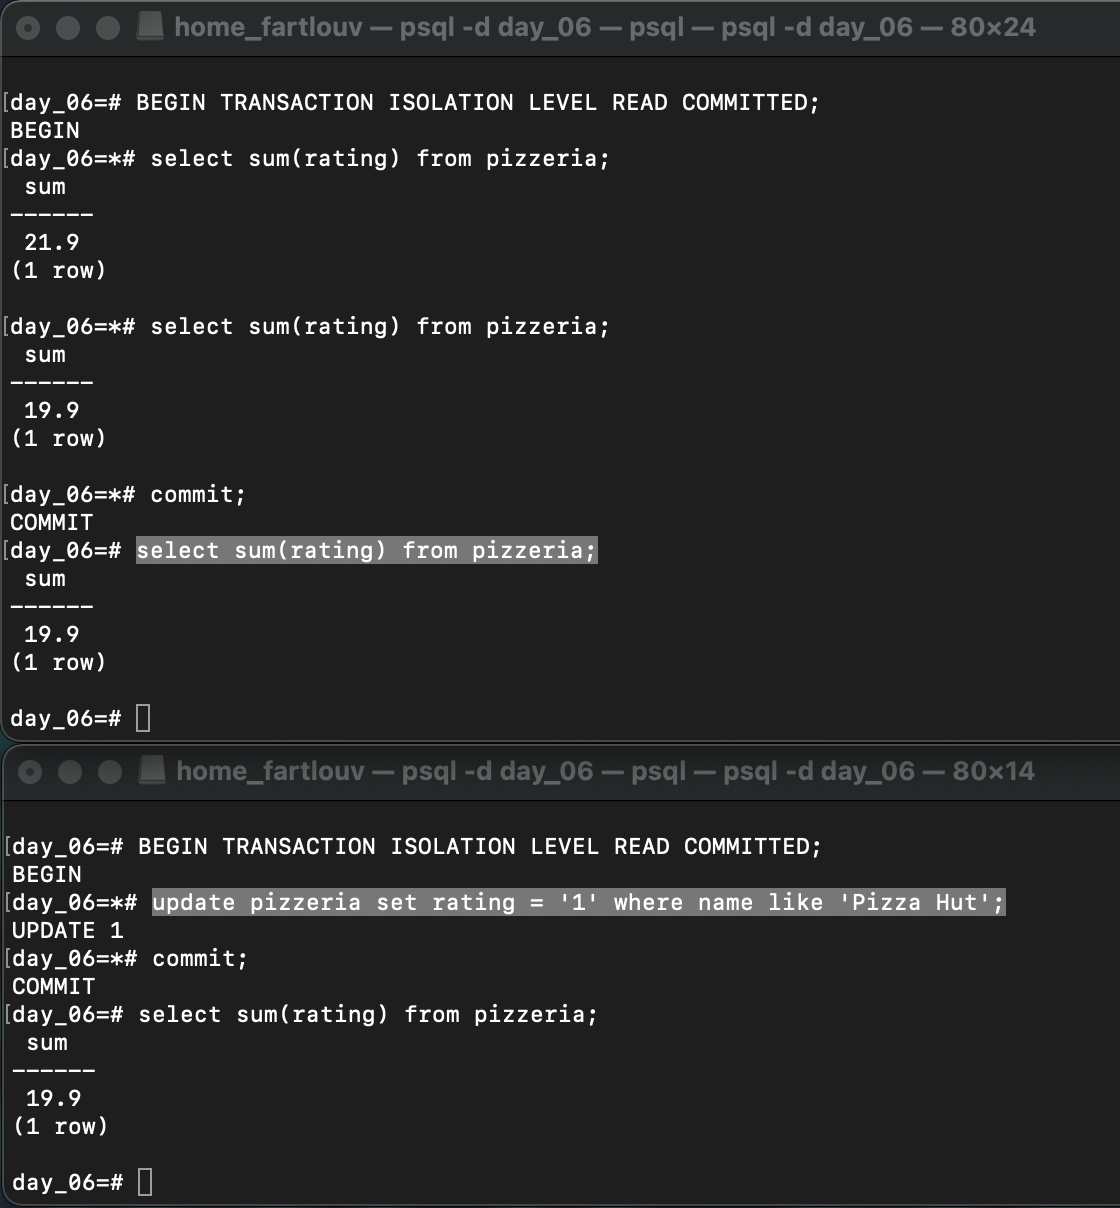 home_fartlouv — psql -d day_06 — psql — psql -d day_06 — 80×24
[day_06=# BEGIN TRANSACTION ISOLATION LEVEL READ COMMITTED;
BEGIN
[day_06=*# select sum(rating) from pizzeria;
sum
------
21.9
(1 row)
[day_06=*# select sum(rating) from pizzeria;
sum
------
19.9
(1 row)
[day_06=*# commit;
COMMIT
[day_06=# select sum(rating) from pizzeria;
sum
------
19.9
(1 row)
day_06=#
home_fartlouv — psql -d day_06 — psql — psql -d day_06 — 80×14
[day_06=# BEGIN TRANSACTION ISOLATION LEVEL READ COMMITTED;
BEGIN
[day_06=*# update pizzeria set rating = '1' where name like 'Pizza Hut';
UPDATE 1
[day_06=*# commit;
COMMIT
[day_06=# select sum(rating) from pizzeria;
sum
------
19.9
(1 row)
day_06=#